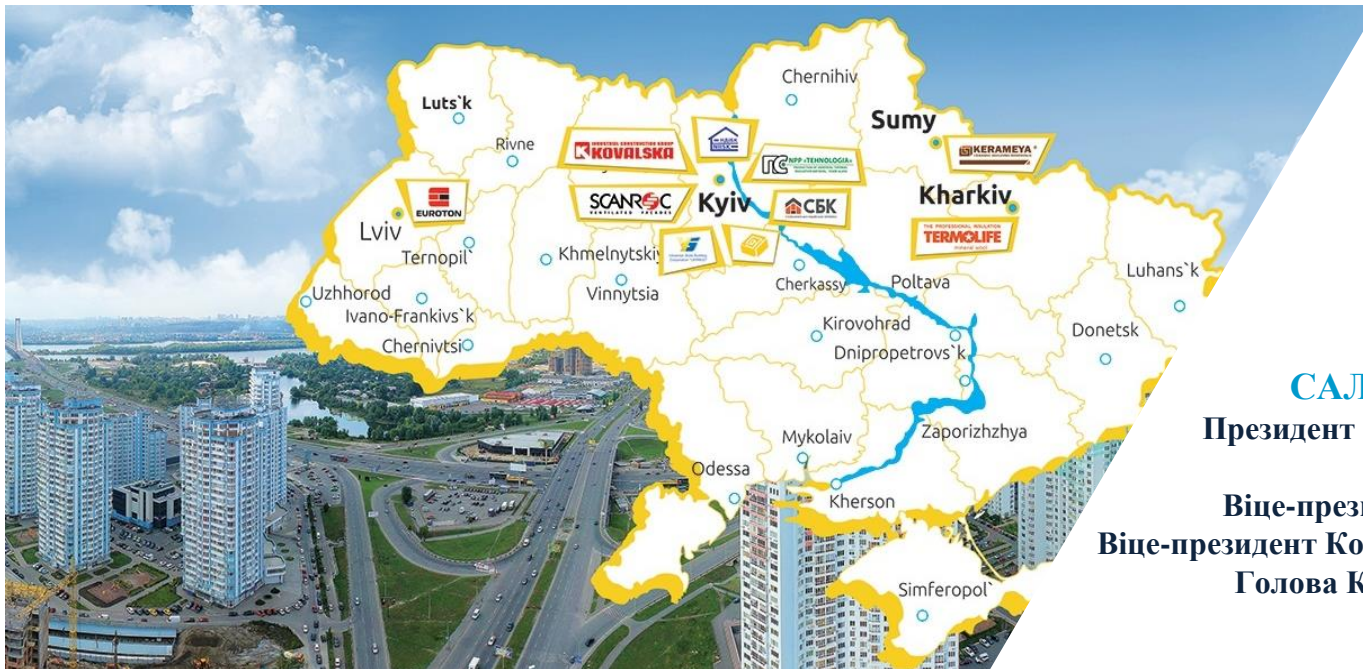 Chernihiv
Luts`k
Sumy
Rivne
INDUSTRIAL CONSTRUCTION GROUP
KOVALSKA
NIISK
NPP «TEHNOLOGIA»
KERAMEYA
EUROTON
SCANROC
VENTILATED FACADES
Kyiv
СБК
Kharkiv
THE PROFESSIONAL INSULATION
TERMOLIFE
Lviv
Ternopil`
Khmelnytskiy
Vinnytsia
Cherkassy
Poltava
Luhans`k
Uzhhorod
Ivano-Frankivs`k
Chernivtsi
Kirovohrad
Dnipropetrovs`k
Donetsk
САЛ
Президент
Zaporizhzhya
Mykolaiv
Odessa
Kherson
Віце-прези
Віце-президент Ко
Голова К
Simferopol`